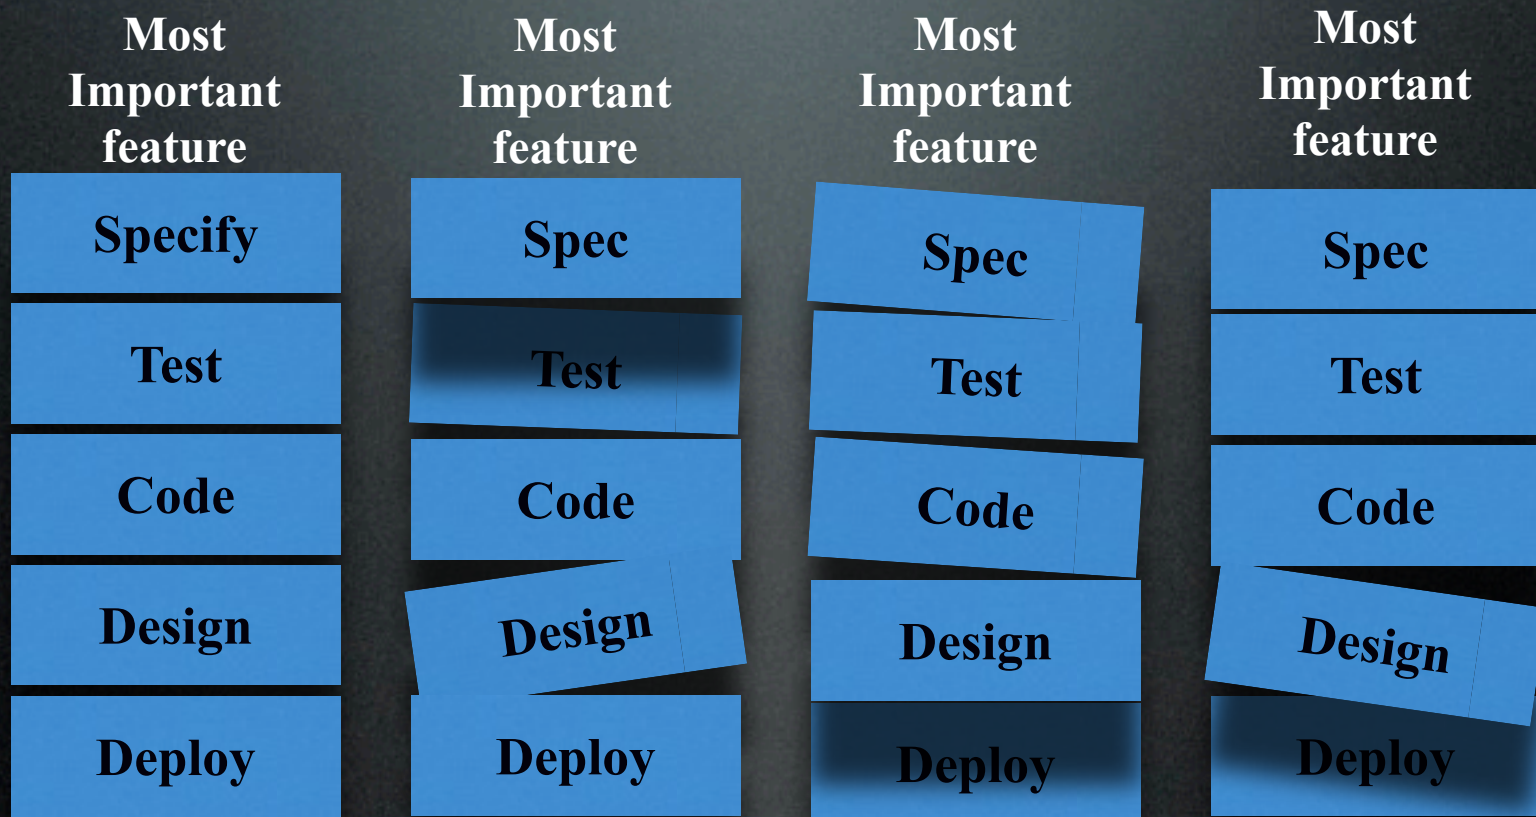 Most
Important
feature
Specify
Test
Code
Design
Deploy
Most
Important
feature
Spec
Test
Code
Design
Deploy
Most
Important
feature
Spec
Test
Code
Design
Deploy
Most
Important
feature
Spec
Test
Code
Design
Deploy